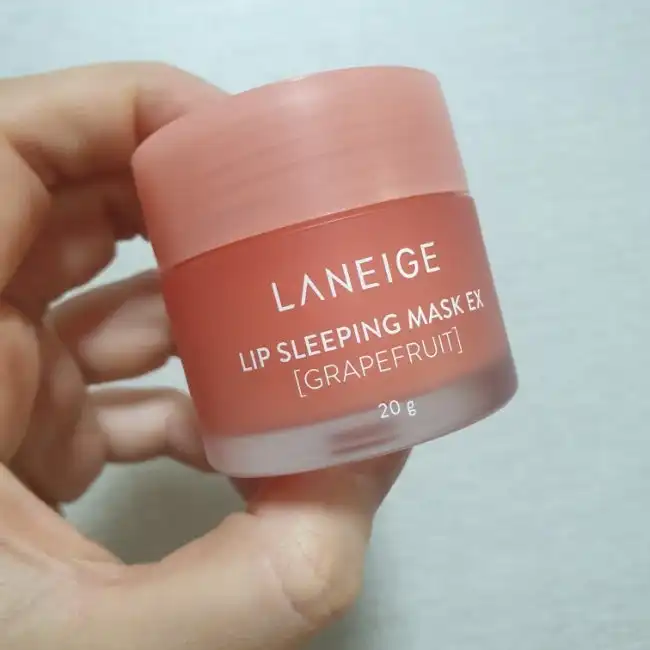 LANEIGE
LIP SLEEPING MASK EX
[GRAPEFRUIT]
20 g